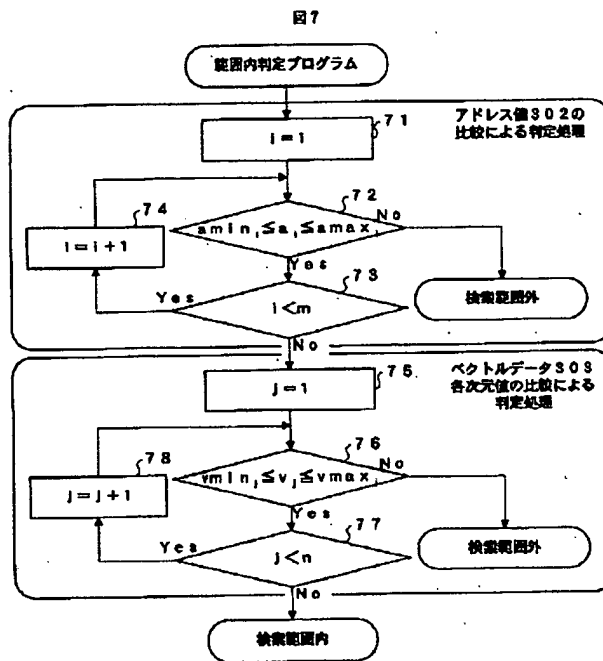 図7
範囲内判定プログラム
アドレス値302の
比較による判定処理
71
i=1
72
74
amin_i≦a_i≦amax_i
No
i=i+1
Yes
73
検索範囲外
Yes
i<m
No
ベクトルデータ303
各次元値の比較による
判定処理
75
j=1
76
78
vmin_j≦v_j≦vmax_j
No
j=j+1
Yes
77
検索範囲外
Yes
j<n
No
検索範囲内